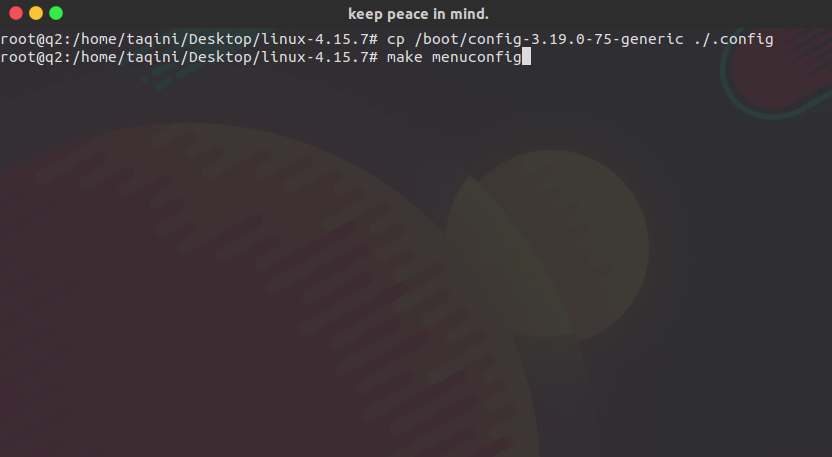 keep peace in mind.
root@q2:/home/taqini/Desktop/linux-4.15.7# cp /boot/config-3.19.0-75-generic ./.config
root@q2:/home/taqini/Desktop/linux-4.15.7# make menuconfig